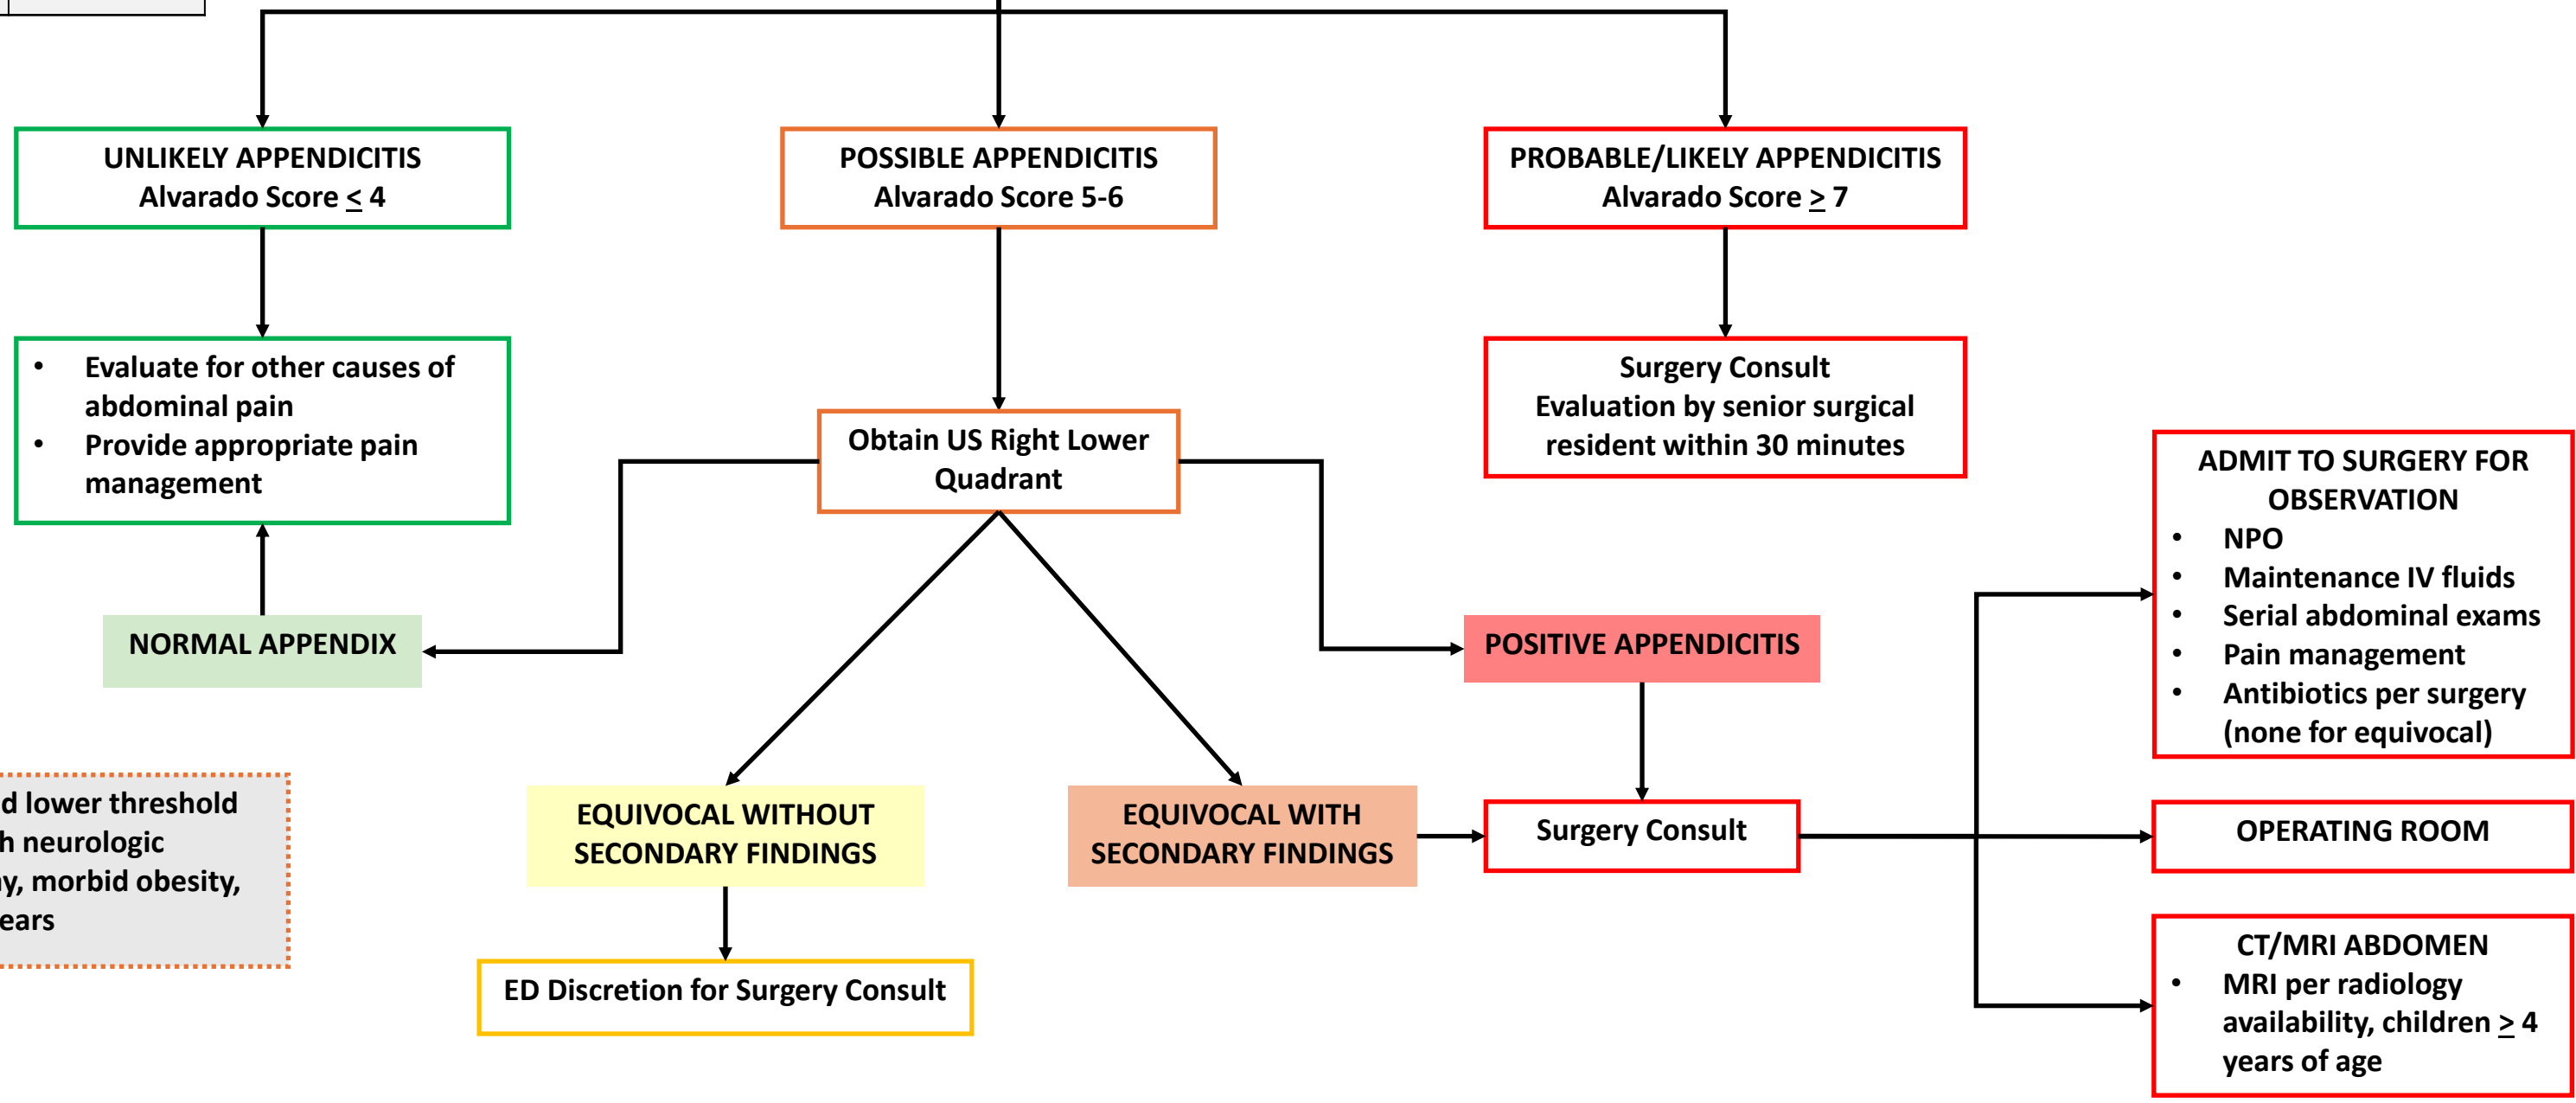 UNLIKELY APPENDICITIS
Alvarado Score ≤ 4
POSSIBLE APPENDICITIS
Alvarado Score 5-6
PROBABLE/LIKELY APPENDICITIS
Alvarado Score ≥ 7
• Evaluate for other causes of
abdominal pain
• Provide appropriate pain
management
Obtain US Right Lower
Quadrant
Surgery Consult
Evaluation by senior surgical
resident within 30 minutes
ADMIT TO SURGERY FOR
OBSERVATION
• NPO
• Maintenance IV fluids
• Serial abdominal exams
• Pain management
• Antibiotics per surgery
(none for equivocal)
NORMAL APPENDIX
POSITIVE APPENDICITIS
lower threshold
neurologic
morbid obesity,
EQUIVOCAL WITHOUT
SECONDARY FINDINGS
EQUIVOCAL WITH
SECONDARY FINDINGS
Surgery Consult
OPERATING ROOM
ED Discretion for Surgery Consult
CT/MRI ABDOMEN
• MRI per radiology
availability, children ≥ 4
years of age